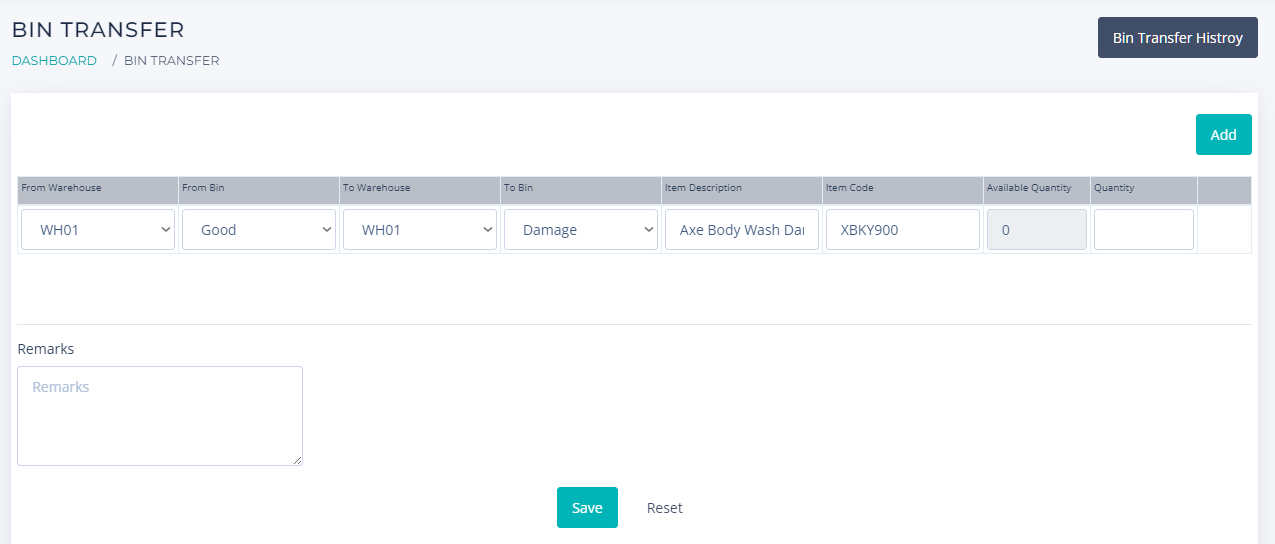 BIN TRANSFER
Bin Transfer Histroy
DASHBOARD / BIN TRANSFER
Add
From Warehouse From Bin To Warehouse To Bin Item Description Item Code Available Quantity Quantity
WH01 Good WH01 Damage Axe Body Wash Dar XBKY900 0
Remarks
Remarks
Save Reset